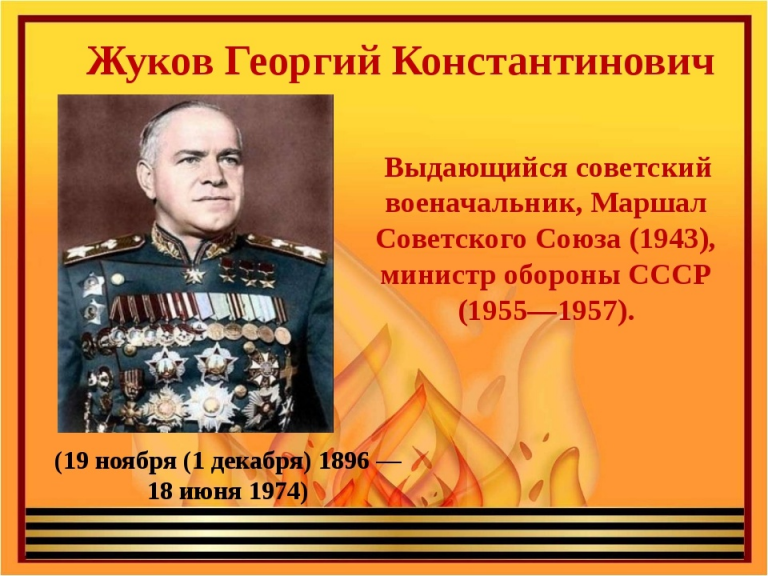 Жуков Георгий Константинович
Выдающийся советский
военачальник, Маршал
Советского Союза (1943),
министр обороны СССР
(1955—1957).
(19 ноября (1 декабря) 1896 —
18 июня 1974)